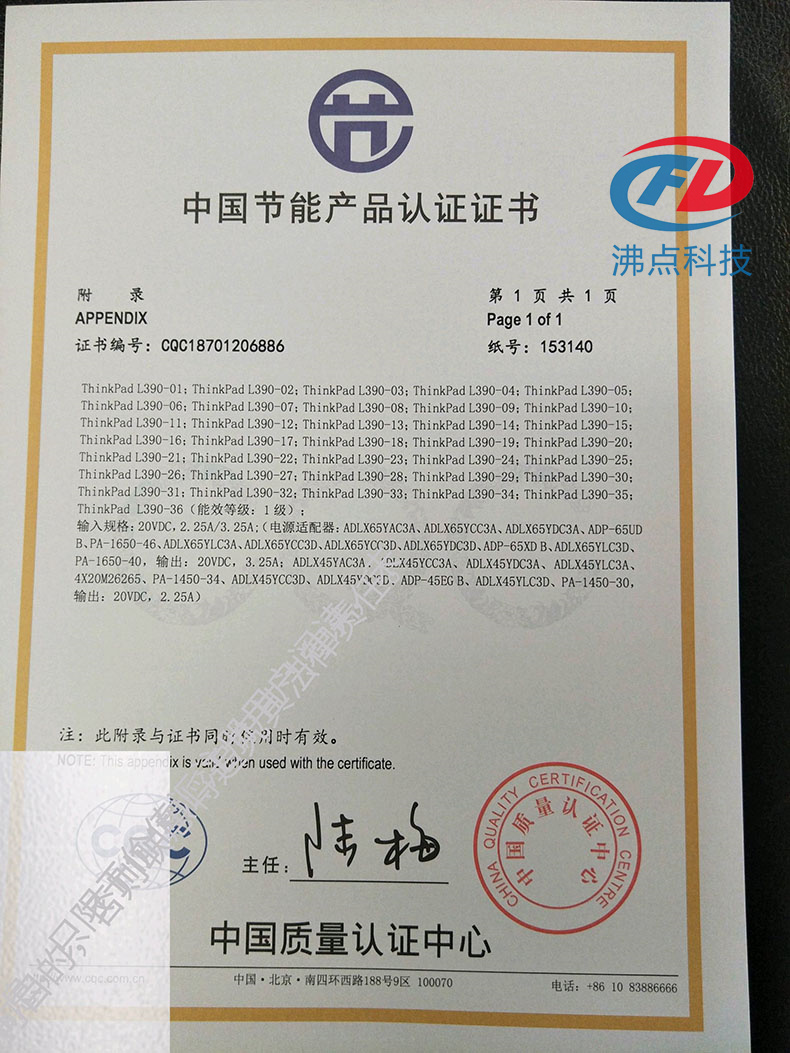 中国节能产品认证证书
FL
沸点科技
附 录
第 1 页 共 1 页
APPENDIX
Page 1 of 1
证书编号：CQC18701206886
纸号：153140
ThinkPad L390-01；ThinkPad L390-02；ThinkPad L390-03；ThinkPad L390-04；ThinkPad L390-05；
ThinkPad L390-06；ThinkPad L390-07；ThinkPad L390-08；ThinkPad L390-09；ThinkPad L390-10；
ThinkPad L390-11；ThinkPad L390-12；ThinkPad L390-13；ThinkPad L390-14；ThinkPad L390-15；
ThinkPad L390-16；ThinkPad L390-17；ThinkPad L390-18；ThinkPad L390-19；ThinkPad L390-20；
ThinkPad L390-21；ThinkPad L390-22；ThinkPad L390-23；ThinkPad L390-24；ThinkPad L390-25；
ThinkPad L390-26；ThinkPad L390-27；ThinkPad L390-28；ThinkPad L390-29；ThinkPad L390-30；
ThinkPad L390-31；ThinkPad L390-32；ThinkPad L390-33；ThinkPad L390-34；ThinkPad L390-35；
ThinkPad L390-36（能效等级：1 级）；
输入规格：20VDC，2.25A/3.25A;（电源适配器：ADLX65YAC3A、ADLX65YCC3A、ADLX65YDC3A、ADP-65UD
B、PA-1650-46、ADLX65YLC3A、ADLX65YCC3D、ADLX65YCC3D、ADLX65YDC3D、ADP-65XD B、ADLX65YLC3D、
PA-1650-40，输出：20VDC，3.25A；ADLX45YAC3A、ADLX45YCC3A、ADLX45YDC3A、ADLX45YLC3A、
4X20M26265、PA-1450-34、ADLX45YCC3D、ADLX45YDC3D、ADP-45EG B、ADLX45YLC3D、PA-1450-30，
输出：20VDC，2.25A）
注：此附录与证书同时使用时有效。
NOTE: This appendix is valid when used with the certificate.
CQC
主任：陆梅
CHINA QUALITY CERTIFICATION CENTRE
中国质量认证中心
中国质量认证中心
www.cqc.com.cn
中国·北京·南四环西路188号9区 100070
电话：+86 10 83886666